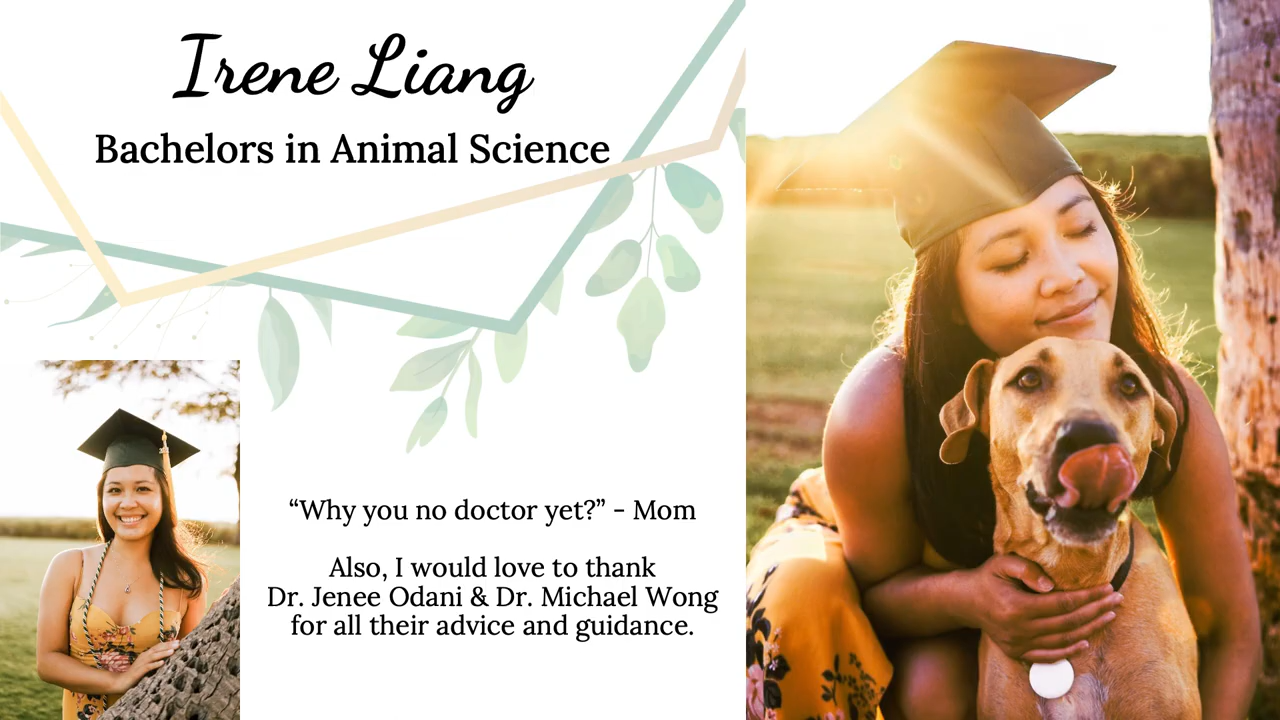 Irene Liang
Bachelors in Animal Science
“Why you no doctor yet?” - Mom
Also, I would love to thank
Dr. Jenee Odani & Dr. Michael Wong
for all their advice and guidance.